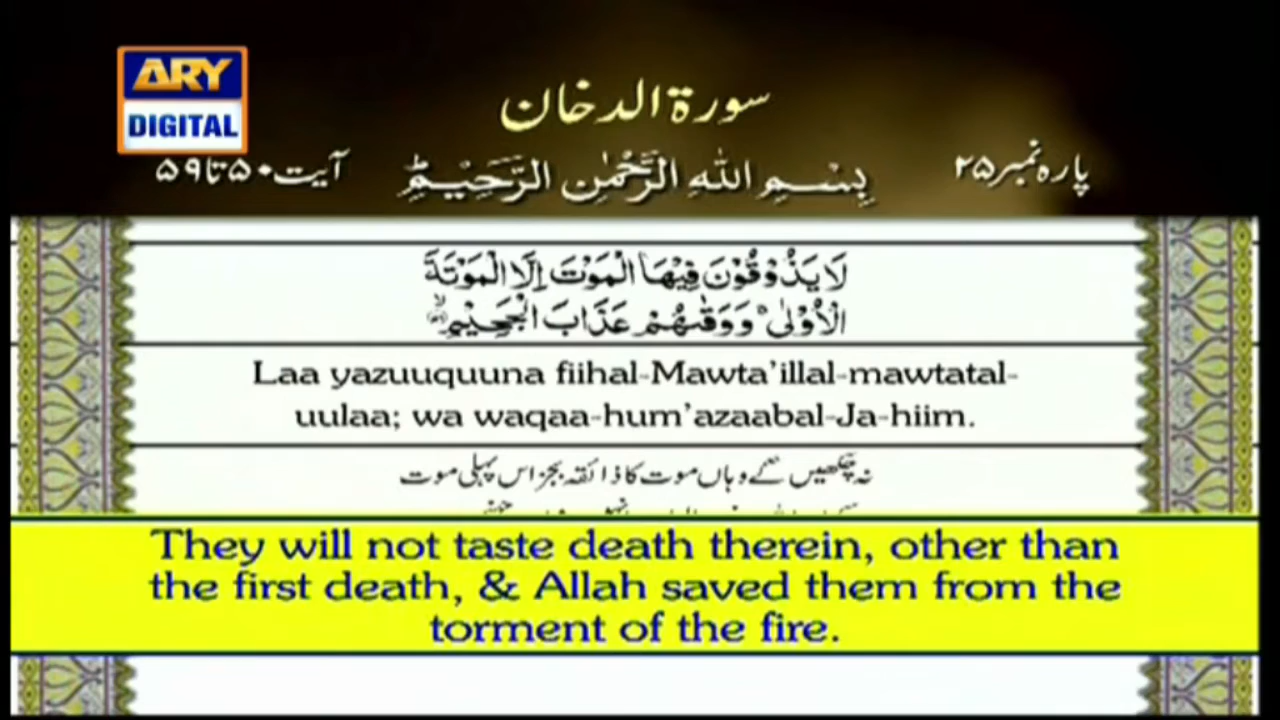 ARY
DIGITAL
سورۃ الدخان
پارہ نمبر ۲۵
بِسْمِ اللهِ الرَّحْمٰنِ الرَّحِيْمِ
آیت ۵۰ تا ۵۹
لَا يَذُوْقُوْنَ فِيْهَا الْمَوْتَ اِلَّا الْمَوْتَةَ
الْاُوْلٰى ۚ وَوَقٰىهُمْ عَذَابَ الْجَحِيْمِ
Laa yazuuquuna fiihal-Mawta'illal-mawtatal-
uulaa; wa waqaa-hum'azaabal-Ja-hiim.
نہ چکھیں گے وہاں موت کا ذائقہ بجز اس پہلی موت
They will not taste death therein, other than
the first death, & Allah saved them from the
torment of the fire.